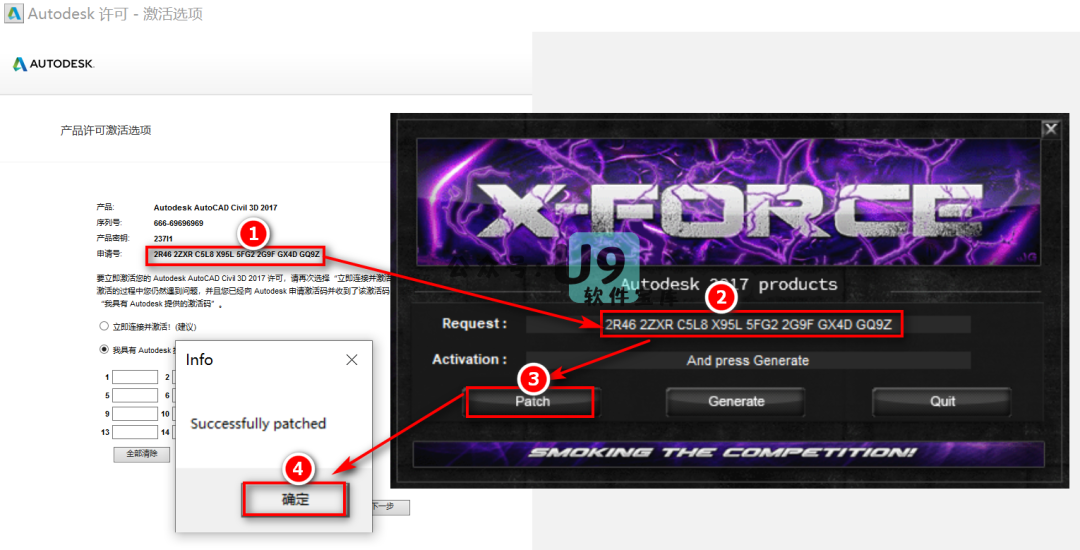 Autodesk 许可 - 激活选项
AUTODESK.
产品许可激活选项
产品:
Autodesk AutoCAD Civil 3D 2017
序列号:
666-69696969
产品密钥:
237I1
申请号:
2R46 2ZXR C5L8 X95L 5FG2 2G9F GX4D GQ9Z
要立即激活您的 Autodesk AutoCAD Civil 3D 2017 许可，请再次选择“立即连接并激活
激活的过程中您仍然遇到问题，并且您已经向 Autodesk 申请激活码并收到了该激活码
“我具有 Autodesk 提供的激活码”。
立即连接并激活! (建议)
我具有 Autodesk
1
2
5
6
9
10
13
14
全部清除
下一步
1
Info
Successfully patched
4
确定
X-FORCE
J9
软件宝库
Autodesk 2017 products
2
Request :
2R46 2ZXR C5L8 X95L 5FG2 2G9F GX4D GQ9Z
Activation :
And press Generate
3
Patch
Generate
Quit
SMOKING THE COMPETITION!